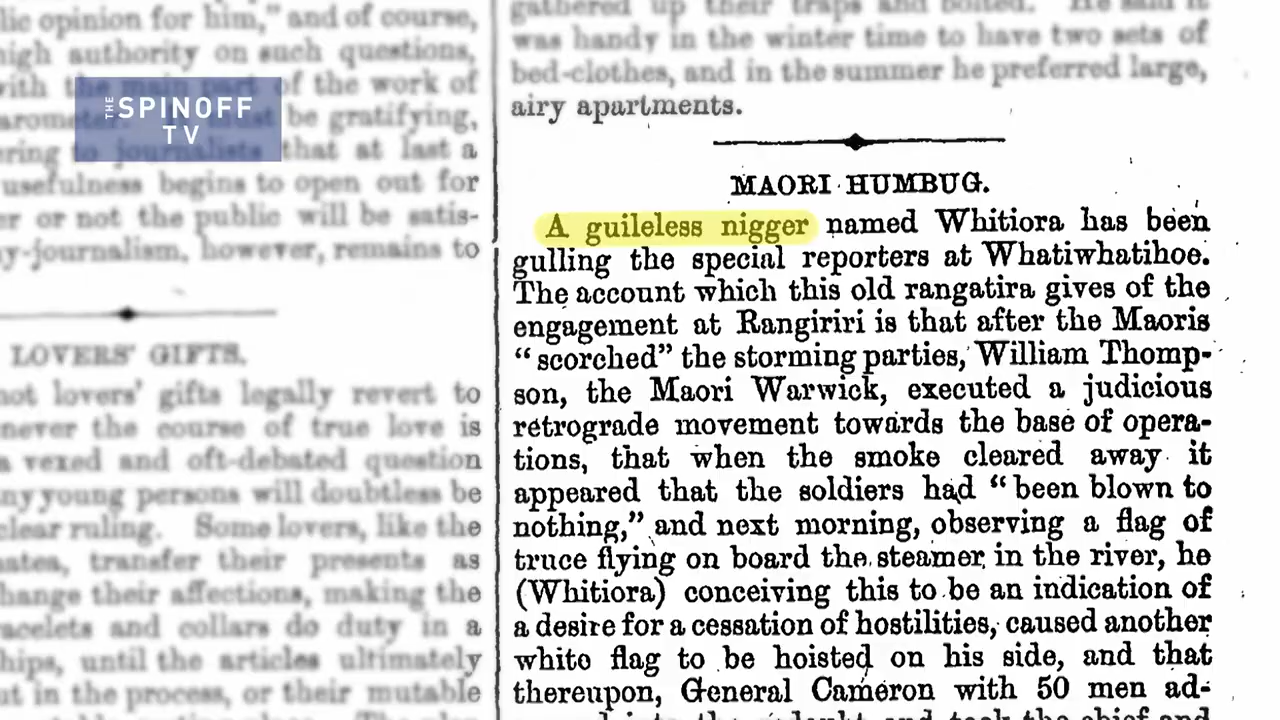 lic opinion for him," and of course,
high authority on such questions,
with the main part of the work of
be gratifying,
to journalists that at last a
usefulness begins to open out for
or not the public will be satis-
y-journalism, however, remains to
LOVERS' GIFTS.
not lovers' gifts legally revert to
the course of true love is
a vexed and oft-debated question
any young persons will doubtless be
clear ruling. Some lovers, like the
transfer their presents as
change their affections, making the
and collars do duty in a
until the articles ultimately
in the process, or their mutable
THE SPINOFF
TV
gathered up their traps and bolted. He said it
was handy in the winter time to have two sets of
bed-clothes, and in the summer he preferred large,
airy apartments.
MAORI HUMBUG.
A guileless nigger named Whitiora has been
gulling the special reporters at Whatiwhatihoe.
The account which this old rangatira gives of the
engagement at Rangiriri is that after the Maoris
"scorched" the storming parties, William Thomp-
son, the Maori Warwick, executed a judicious
retrograde movement towards the base of opera-
tions, that when the smoke cleared away it
appeared that the soldiers had "been blown to
nothing," and next morning, observing a flag of
truce flying on board the steamer in the river, he
(Whitiora) conceiving this to be an indication of
a desire for a cessation of hostilities, caused another
white flag to be hoisted on his side, and that
thereupon, General Cameron with 50 men ad-